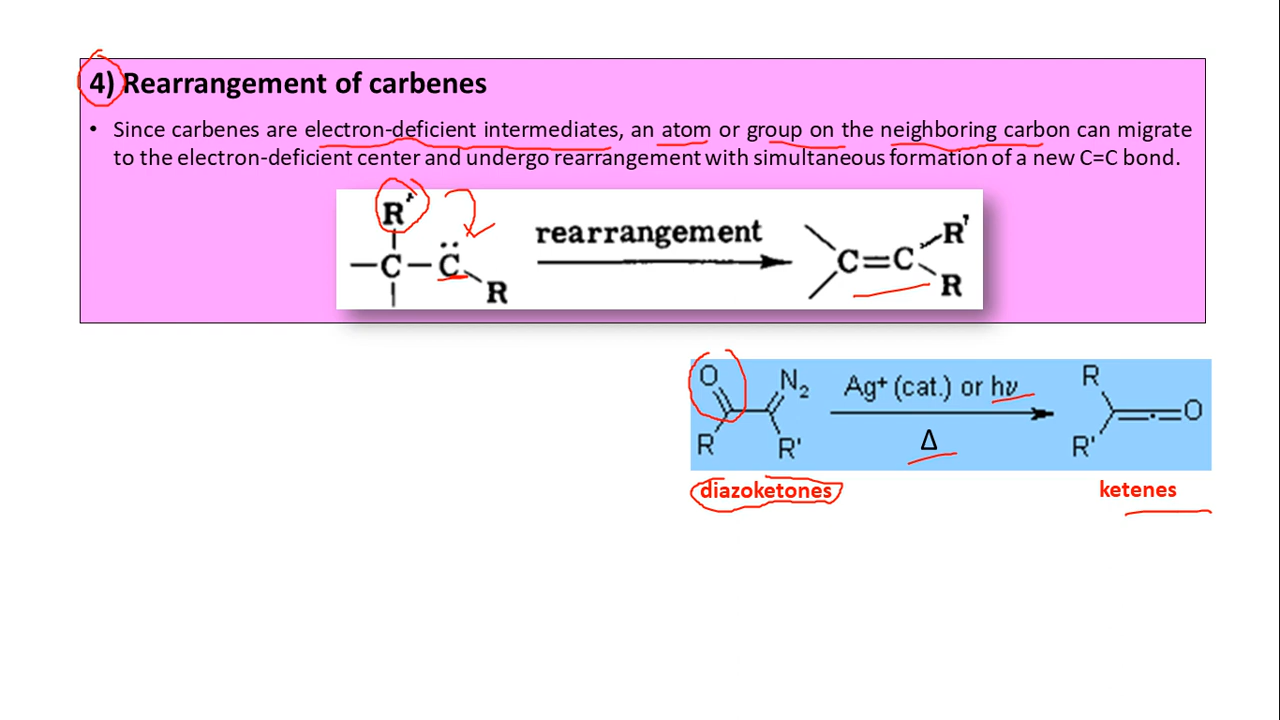 4) Rearrangement of carbenes
• Since carbenes are electron-deficient intermediates, an atom or group on the neighboring carbon can migrate
to the electron-deficient center and undergo rearrangement with simultaneous formation of a new C=C bond.
R'
–C–C̈
R
rearrangement
C=C
R'
R
O
N₂
R
R'
Ag⁺ (cat.) or hν
Δ
R
R'
O
diazoketones
ketenes